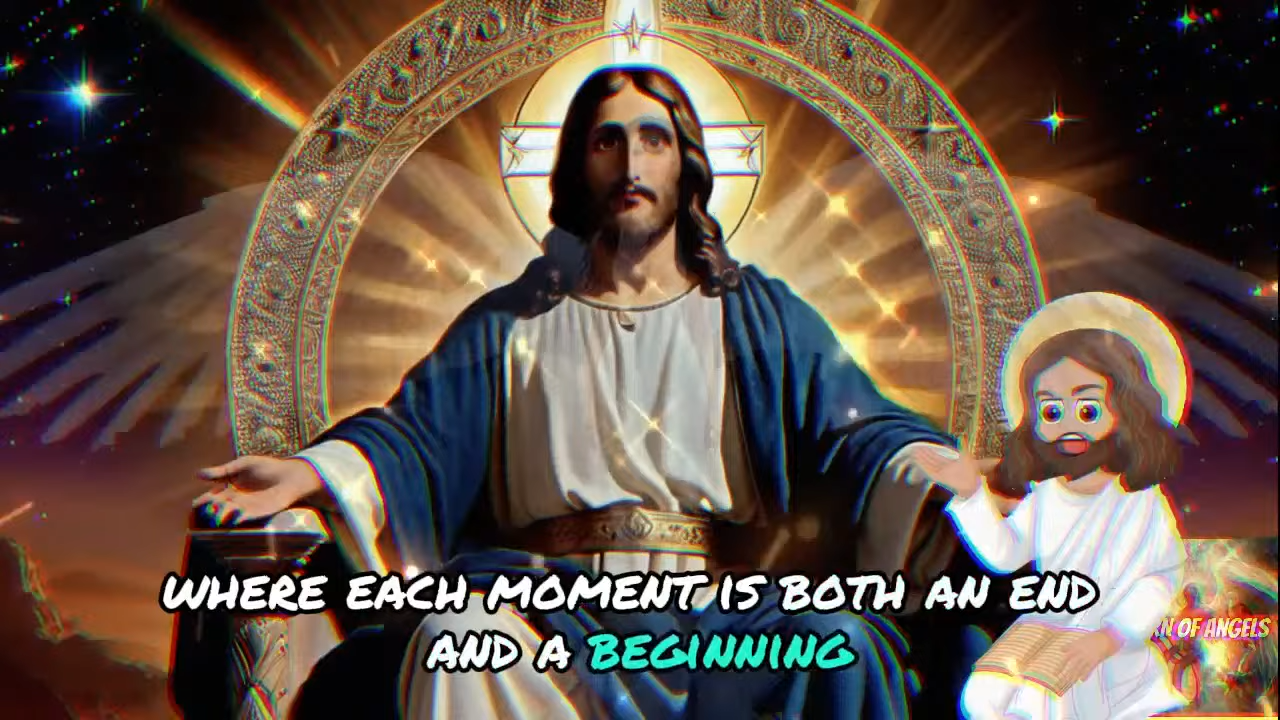 WHERE EACH MOMENT IS BOTH AN END
AND A BEGINNING
OF ANGELS